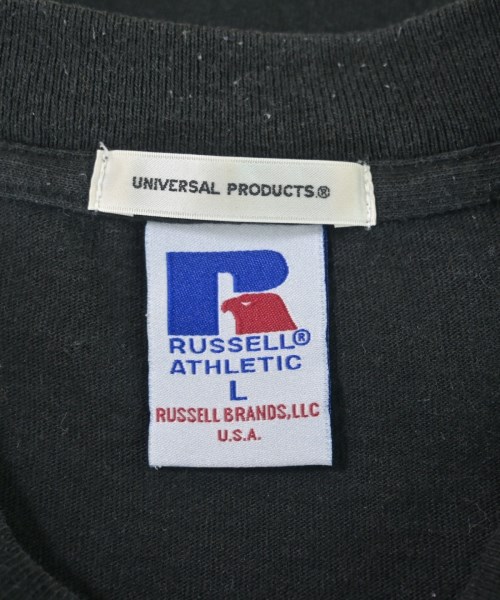 UNIVERSAL PRODUCTS.®
R
RUSSELL®
ATHLETIC
L
RUSSELL BRANDS, LLC
U.S.A.